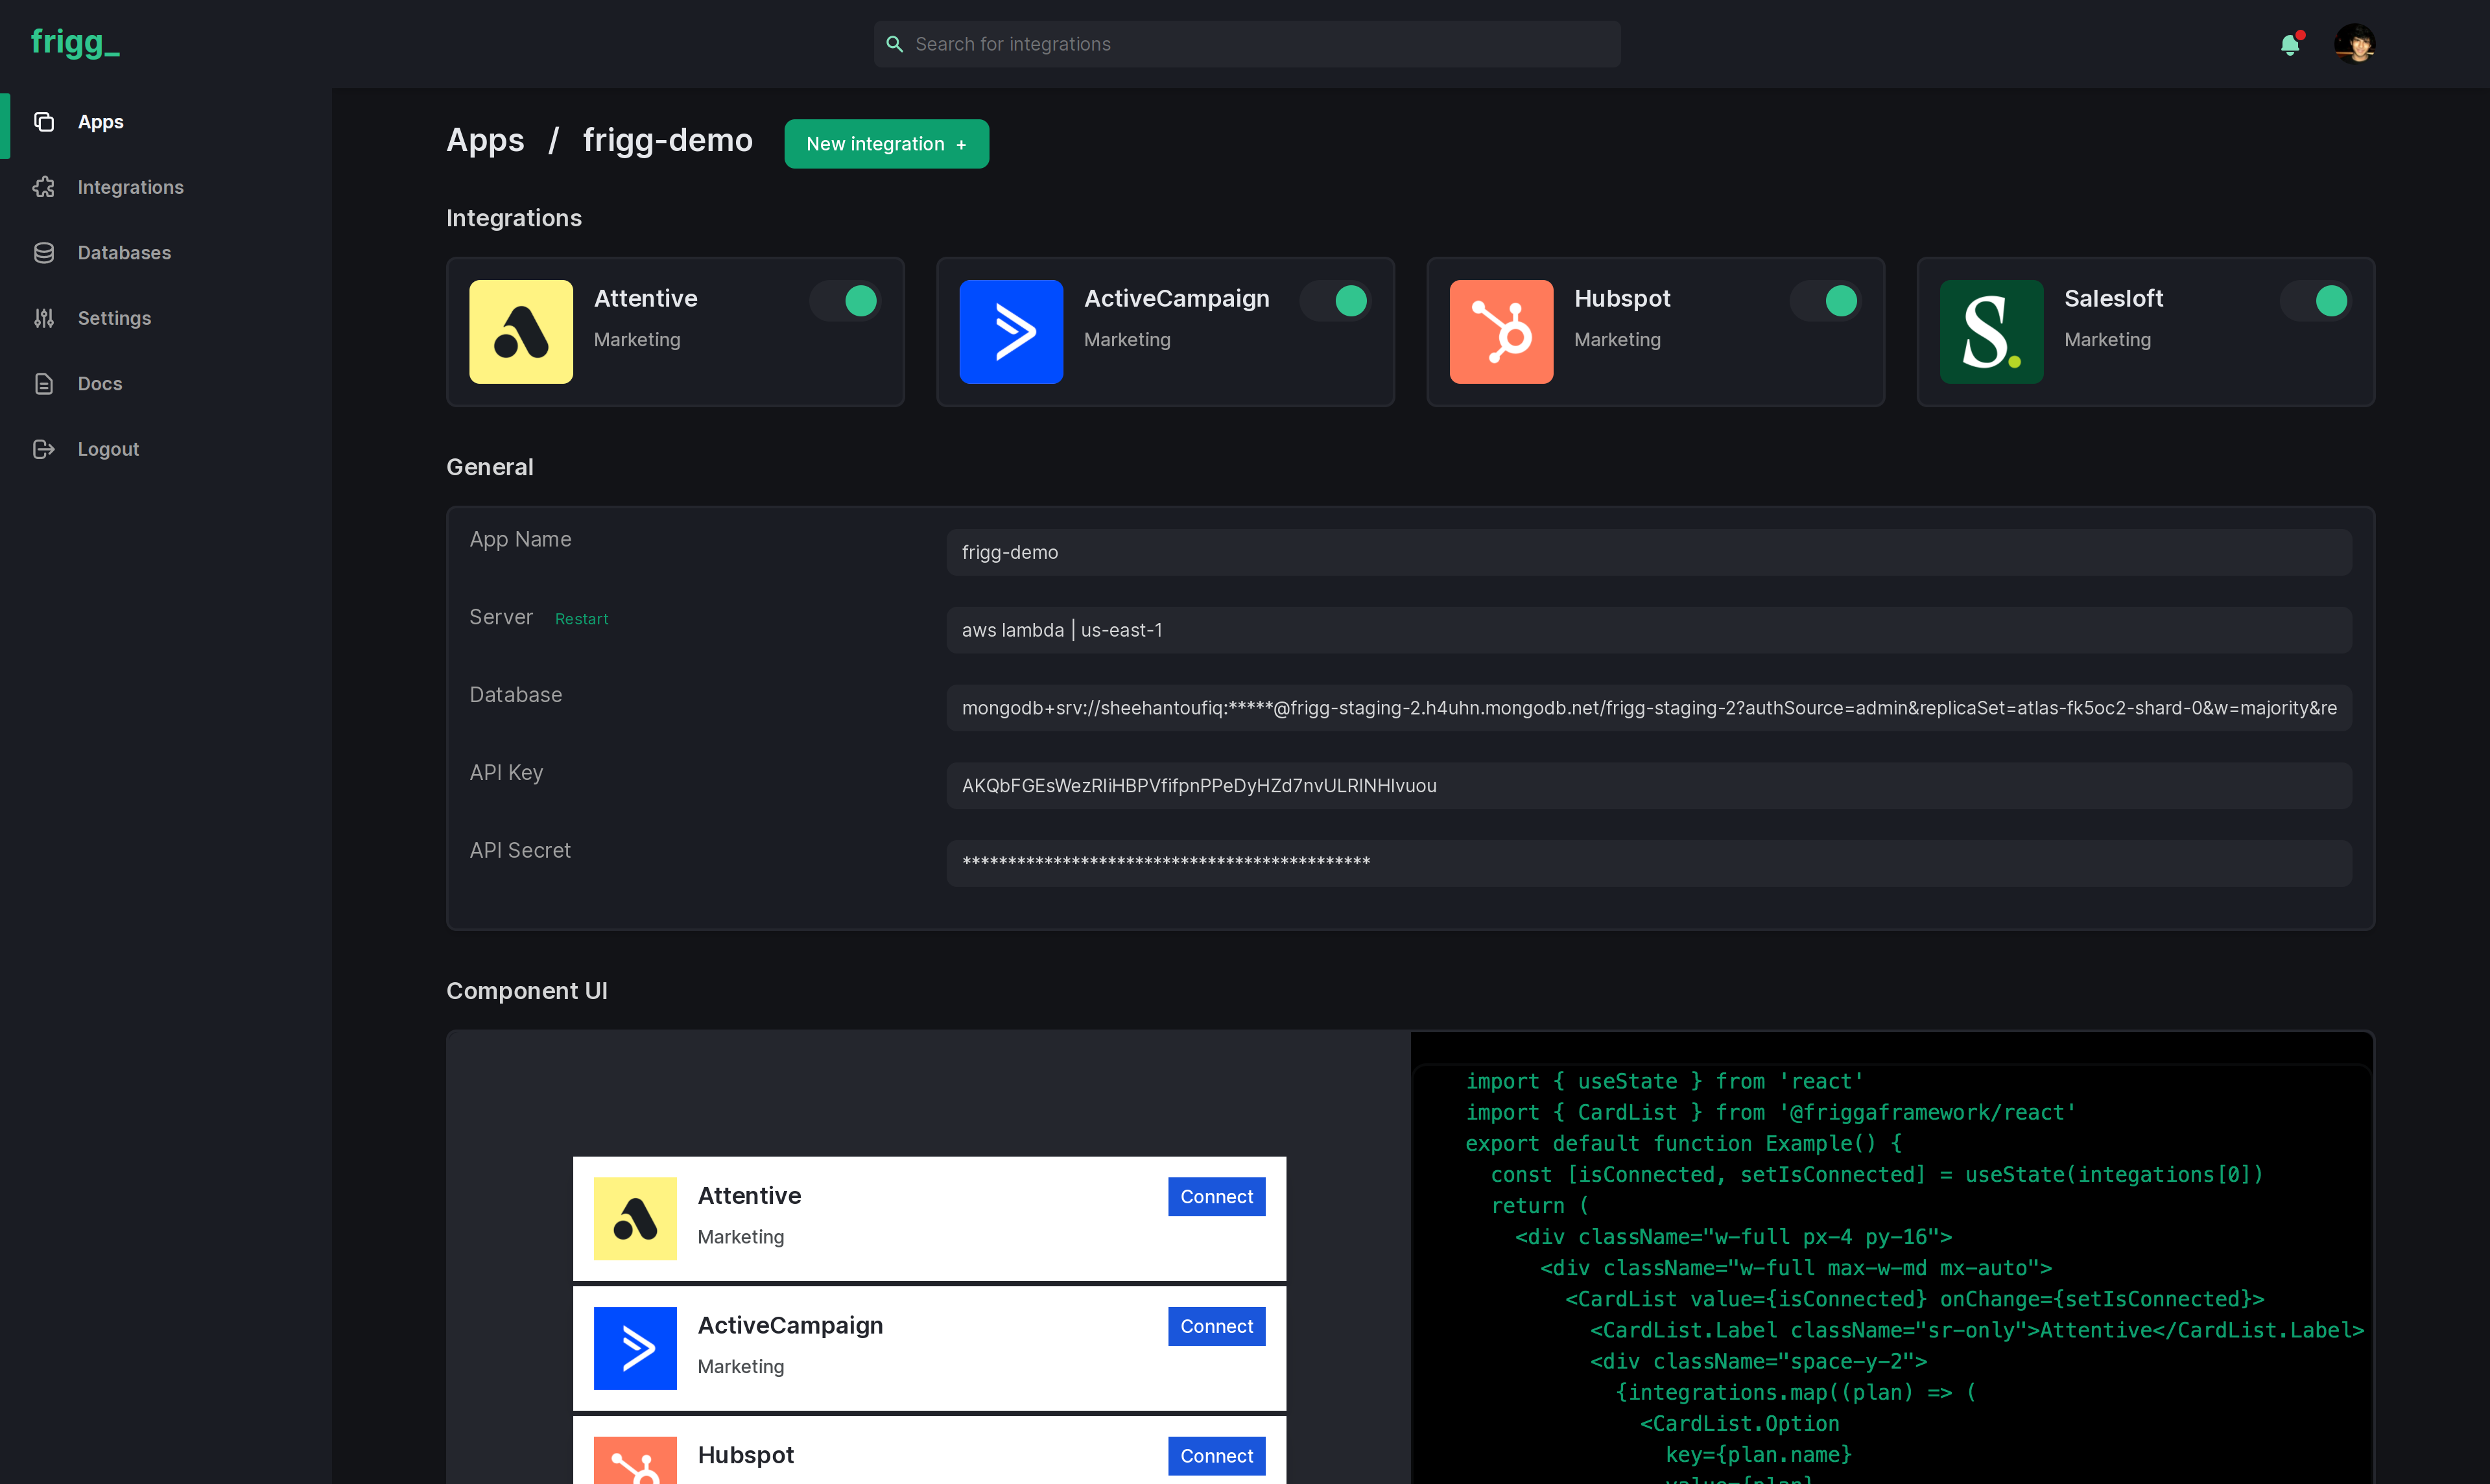 frigg_
Search for integrations
Apps
Integrations
Databases
Settings
Docs
Logout
Apps / frigg-demo
New integration +
Integrations
Attentive
Marketing
ActiveCampaign
Marketing
Hubspot
Marketing
Salesloft
Marketing
General
App Name
frigg-demo
Server Restart
aws lambda | us-east-1
Database
mongodb+srv://sheehantoufiq:*****@frigg-staging-2.h4uhn.mongodb.net/frigg-staging-2?authSource=admin&replicaSet=atlas-fk5oc2-shard-0&w=majority&re
API Key
AKQbFGEsWezRliHBPVfifpnPPeDyHZd7nvULRINHlvuou
API Secret
*********************************************
Component UI
Attentive
Marketing
Connect
ActiveCampaign
Marketing
Connect
Hubspot
Connect
import { useState } from 'react'
import { CardList } from '@friggaframework/react'
export default function Example() {
const [isConnected, setIsConnected] = useState(integations[0])
return (
<div className="w-full px-4 py-16">
<div className="w-full max-w-md mx-auto">
<CardList value={isConnected} onChange={setIsConnected}>
<CardList.Label className="sr-only">Attentive</CardList.Label>
<div className="space-y-2">
{integrations.map((plan) => (
<CardList.Option
key={plan.name}
value={plan}